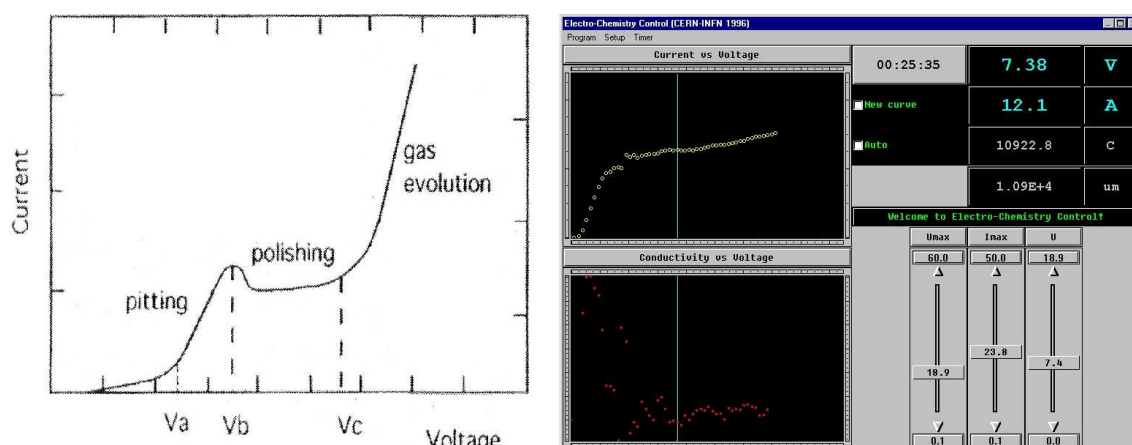 Current
pitting
polishing
gas
evolution
Va
Vb
Vc
Voltage
Electro-Chemistry Control (CERN-INFN 1996)
Program Setup Timer
Current vs Voltage
Conductivity vs Voltage
00:25:35
7.38 V
New curve
12.1 A
Auto
10922.8 C
1.09E+4 um
Welcome to Electro-Chemistry Control!
Umax Imax U
60.0 50.0 18.9
18.9
23.8
7.4
0.1 0.1 0.0